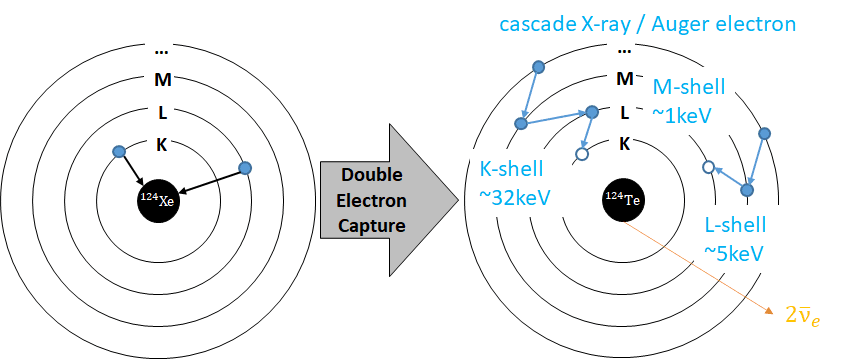 cascade X-ray / Auger electron
...
M
L
K
¹²⁴Xe
Double
Electron
Capture
...
M
L
K
¹²⁴Te
M-shell
~1keV
K-shell
~32keV
L-shell
~5keV
2ν̅ₑ